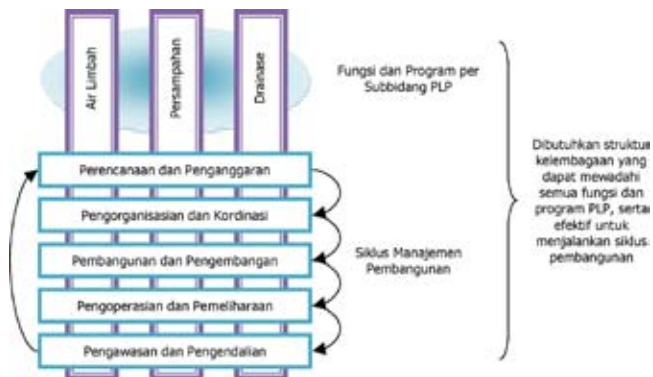 Air Limbah
Persampahan
Drainase
Fungsi dan Program per
Subbidang PLP
Perencanaan dan Penganggaran
Pengorganisasian dan Kordinasi
Pembangunan dan Pengembangan
Pengoperasian dan Pemeliharaan
Pengawasan dan Pengendalian
Siklus Manajemen
Pembangunan
Dibutuhkan struktur
kelembagaan yang
dapat mewadahi
semua fungsi dan
program PLP, serta
efektif untuk
menjalankan siklus
pembangunan